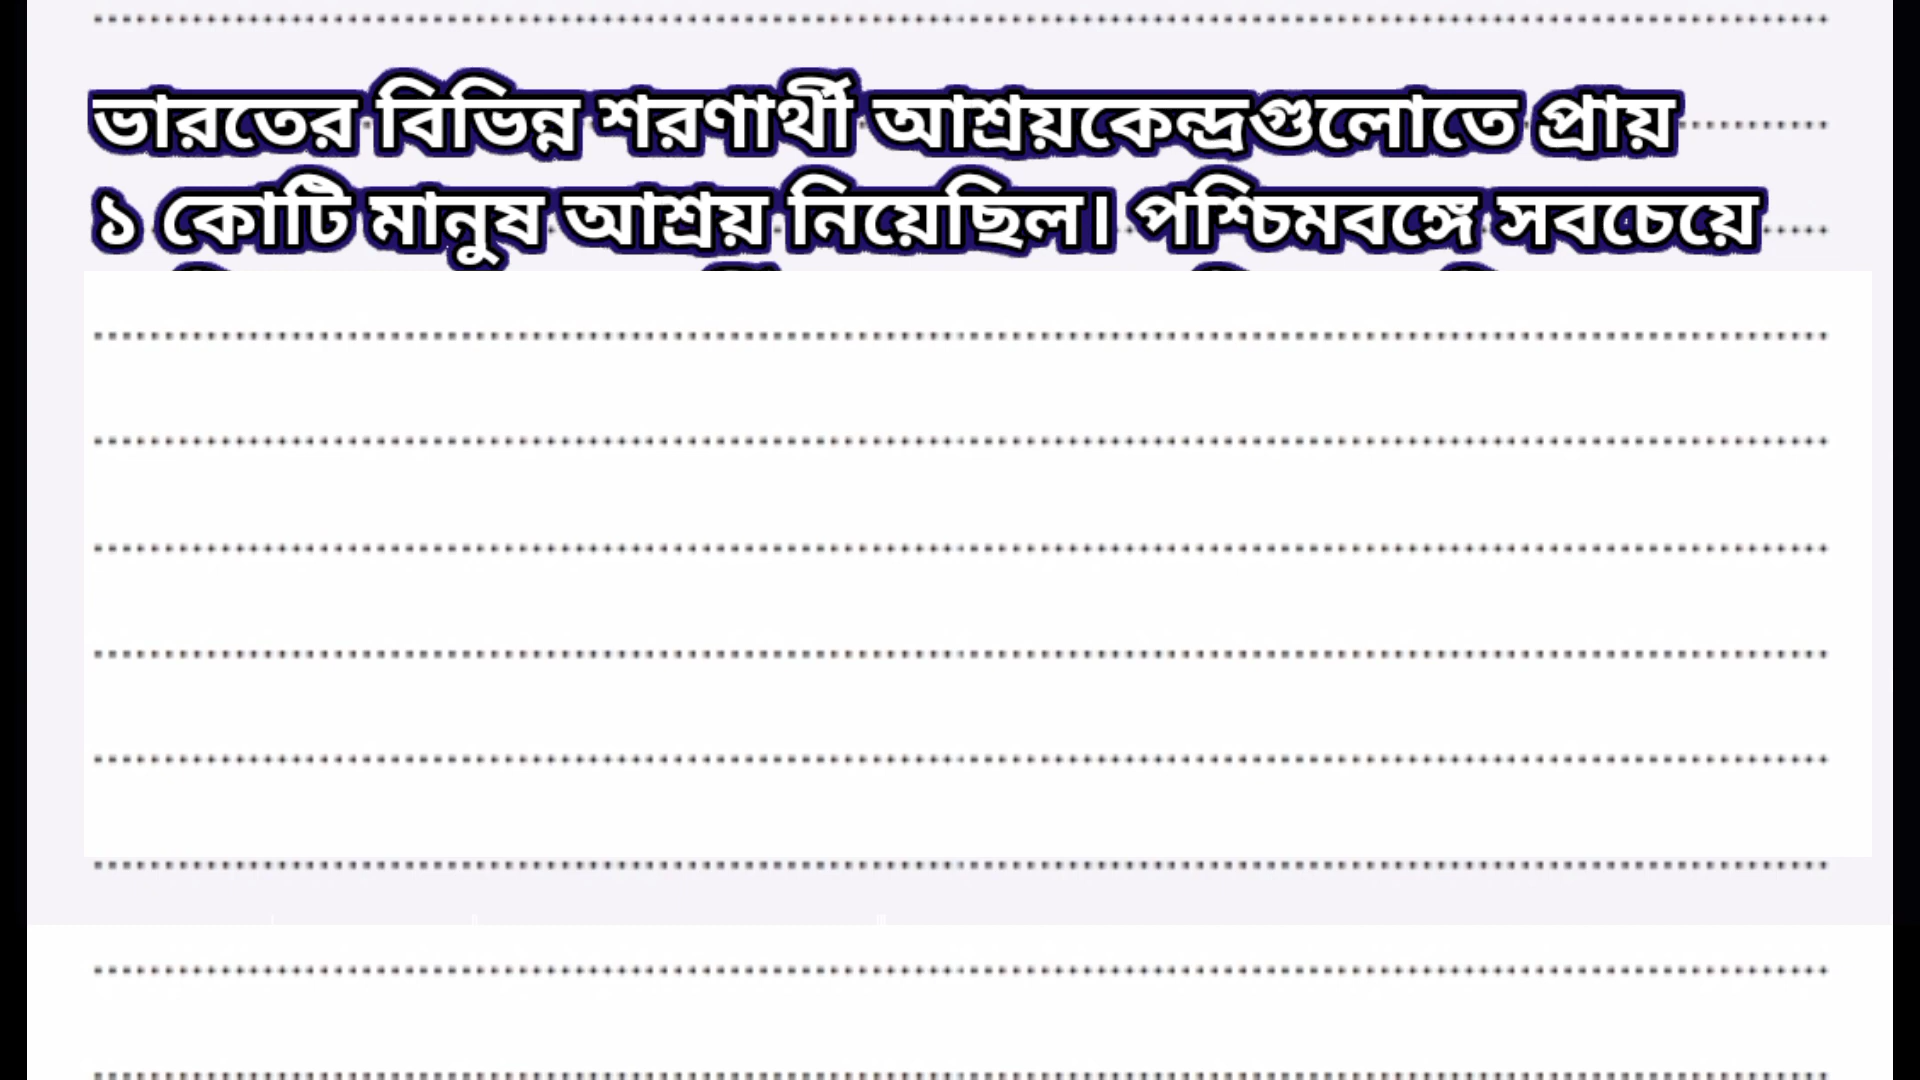 ভারতের বিভিন্ন শরণার্থী আশ্রয়কেন্দ্রগুলোতে প্রায়
১ কোটি মানুষ আশ্রয় নিয়েছিল। পশ্চিমবঙ্গে সবচেয়ে